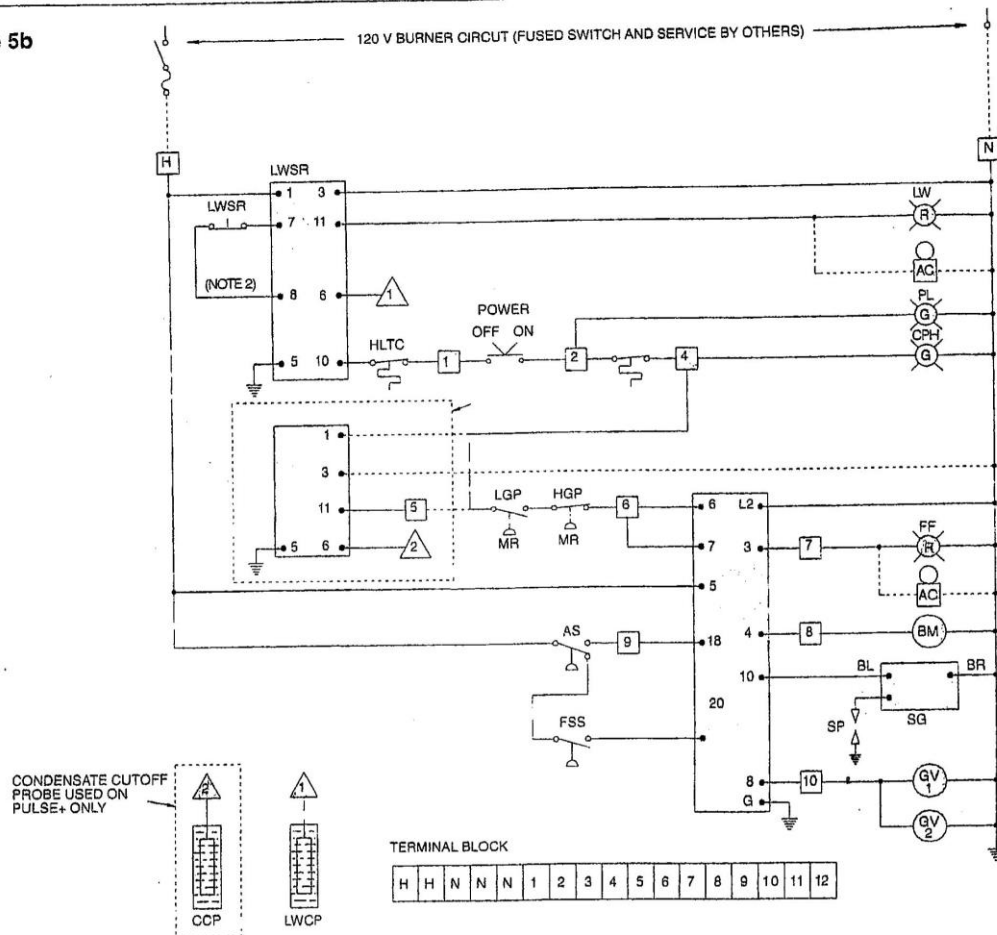 5b
120 V BURNER CIRCUT (FUSED SWITCH AND SERVICE BY OTHERS)
H
N
LWSR
1 3
LW
LWSR
7 11
R
AC
(NOTE 2)
8 6
1
PL
G
POWER
OFF ON
CPH
HLTC
5 10
1
2
4
G
1
3
11
5
LGP
HGP
6
6 L2
MR
MR
5 6
2
7 3
7
FF
R
AC
5
AS
9
18 4
8
BM
10
BL
BR
20
SP
SG
FSS
8
10
GV
1
G
GV
2
CONDENSATE CUTOFF
PROBE USED ON
PULSE+ ONLY
2
1
CCP
LWCP
TERMINAL BLOCK
H H N N N 1 2 3 4 5 6 7 8 9 10 11 12